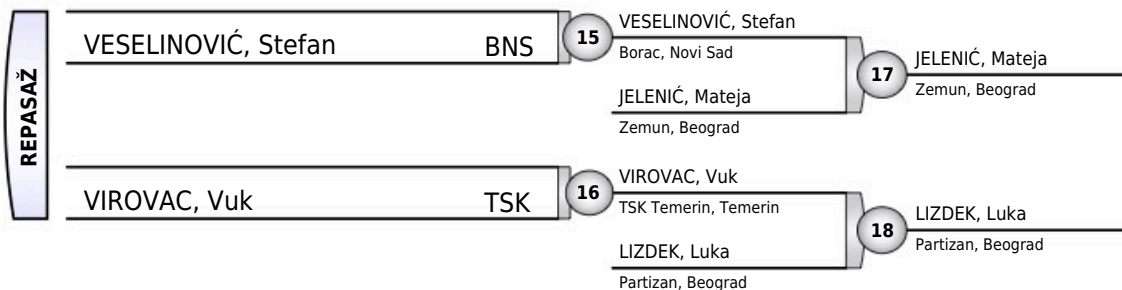 REPASAŽ
VESELINOVIĆ, Stefan BNS
15
VESELINOVIĆ, Stefan
Borac, Novi Sad
JELENIĆ, Mateja
Zemun, Beograd
17
JELENIĆ, Mateja
Zemun, Beograd
VIROVAC, Vuk TSK
16
VIROVAC, Vuk
TSK Temerin, Temerin
LIZDEK, Luka
Partizan, Beograd
18
LIZDEK, Luka
Partizan, Beograd